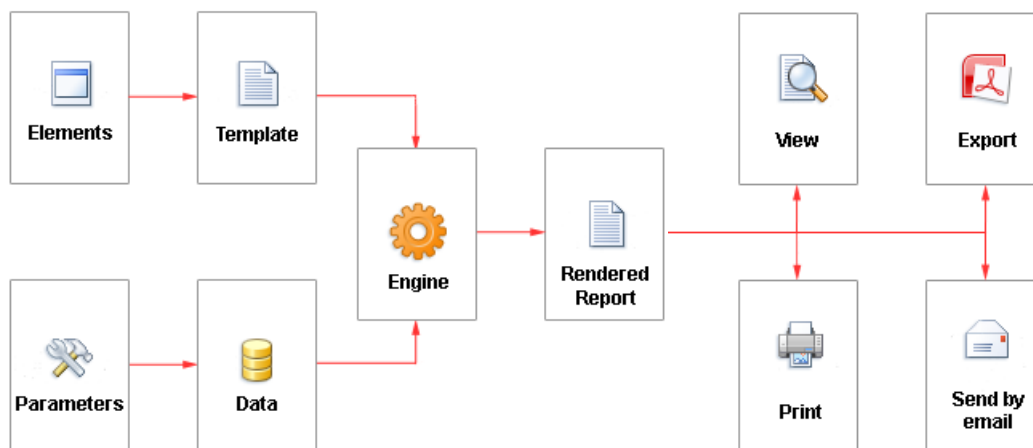 Elements
Template
View
Export
Engine
Rendered
Report
Parameters
Data
Print
Send by
email